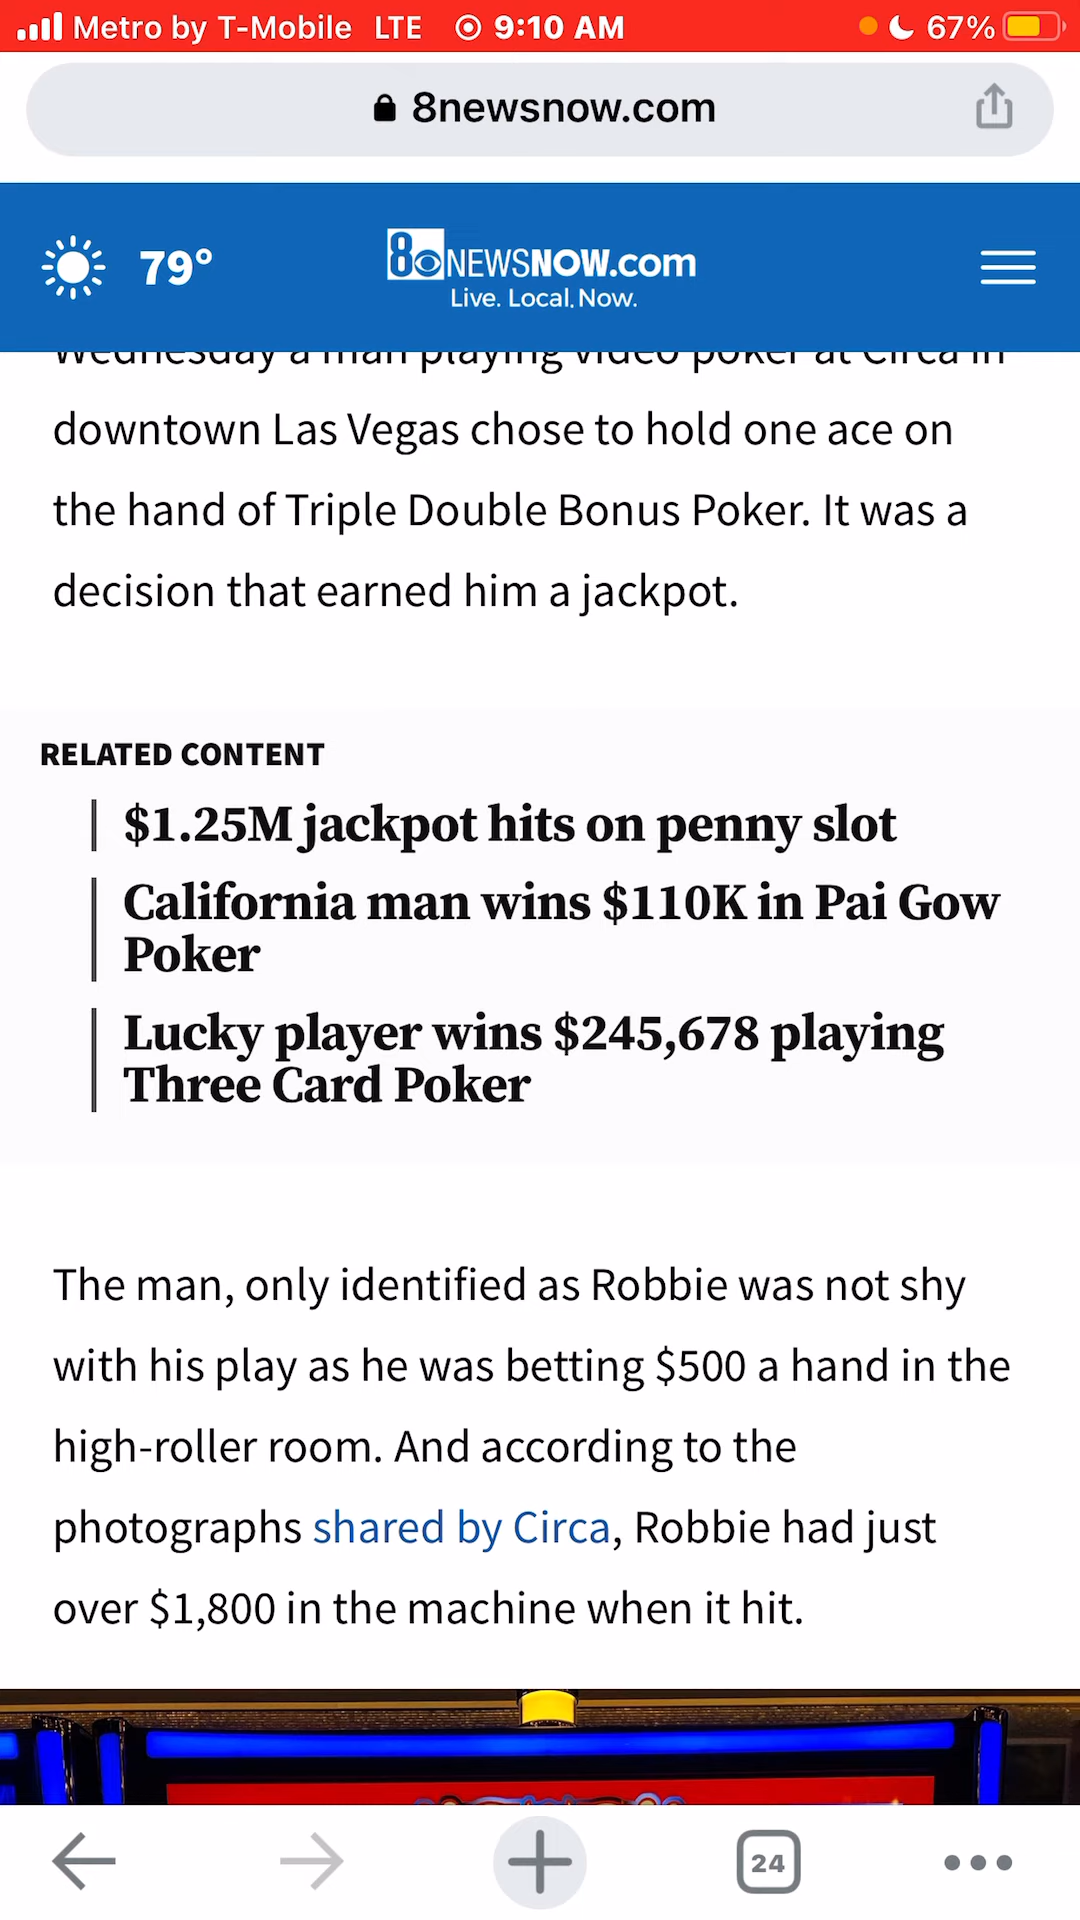 Metro by T-Mobile LTE 9:10 AM 67%
8newsnow.com
79° 8NEWSNOW.com
Live. Local. Now.
Wednesday a man playing video poker at Circa in
downtown Las Vegas chose to hold one ace on
the hand of Triple Double Bonus Poker. It was a
decision that earned him a jackpot.
RELATED CONTENT
$1.25M jackpot hits on penny slot
California man wins $110K in Pai Gow
Poker
Lucky player wins $245,678 playing
Three Card Poker
The man, only identified as Robbie was not shy
with his play as he was betting $500 a hand in the
high-roller room. And according to the
photographs shared by Circa, Robbie had just
over $1,800 in the machine when it hit.
24